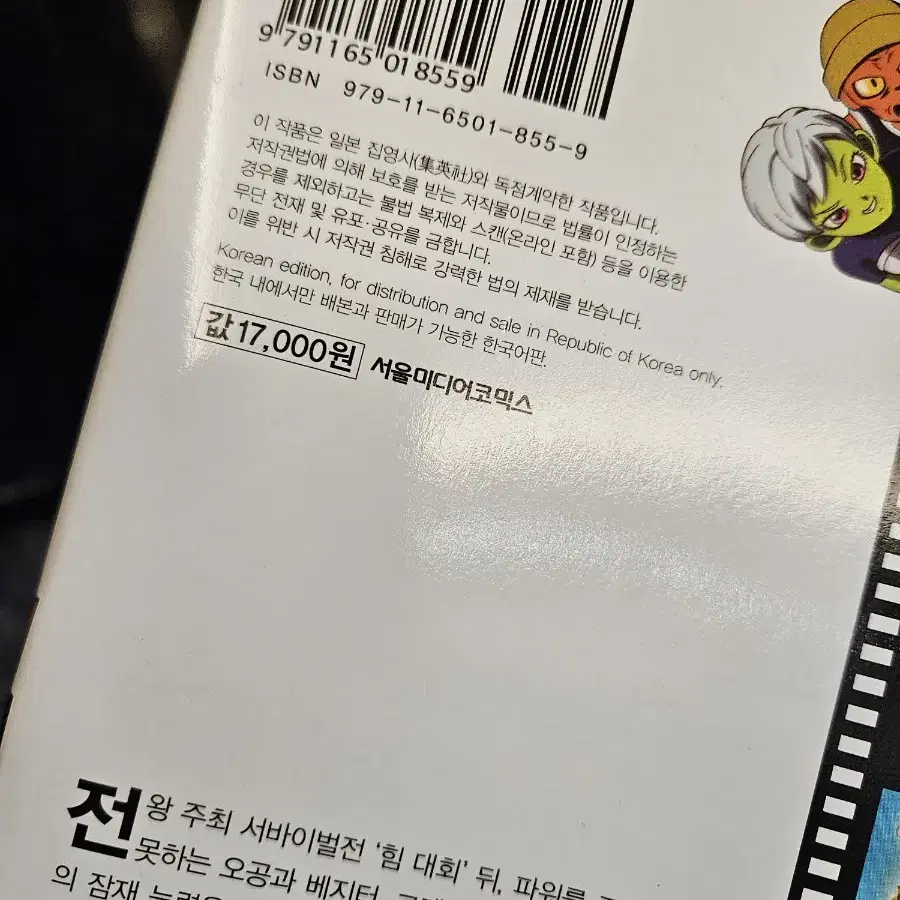 9 791165 018559
ISBN 979-11-6501-855-9
이 작품은 일본 집영사(集英社)와 독점계약한 작품입니다.
저작권법에 의해 보호를 받는 저작물이므로 법률이 인정하는
경우를 제외하고는 불법 복제와 스캔(온라인 포함) 등을 이용한
무단 전재 및 유포·공유를 금합니다.
이를 위반 시 저작권 침해로 강력한 법의 제재를 받습니다.
Korean edition, for distribution and sale in Republic of Korea only.
한국 내에서만 배본과 판매가 가능한 한국어판.
값 17,000원 서울미디어코믹스
전왕 주최 서바이벌전 '힘 대회' 뒤, 파워를
못하는 오공과 베지터,
의 잠재 능력을